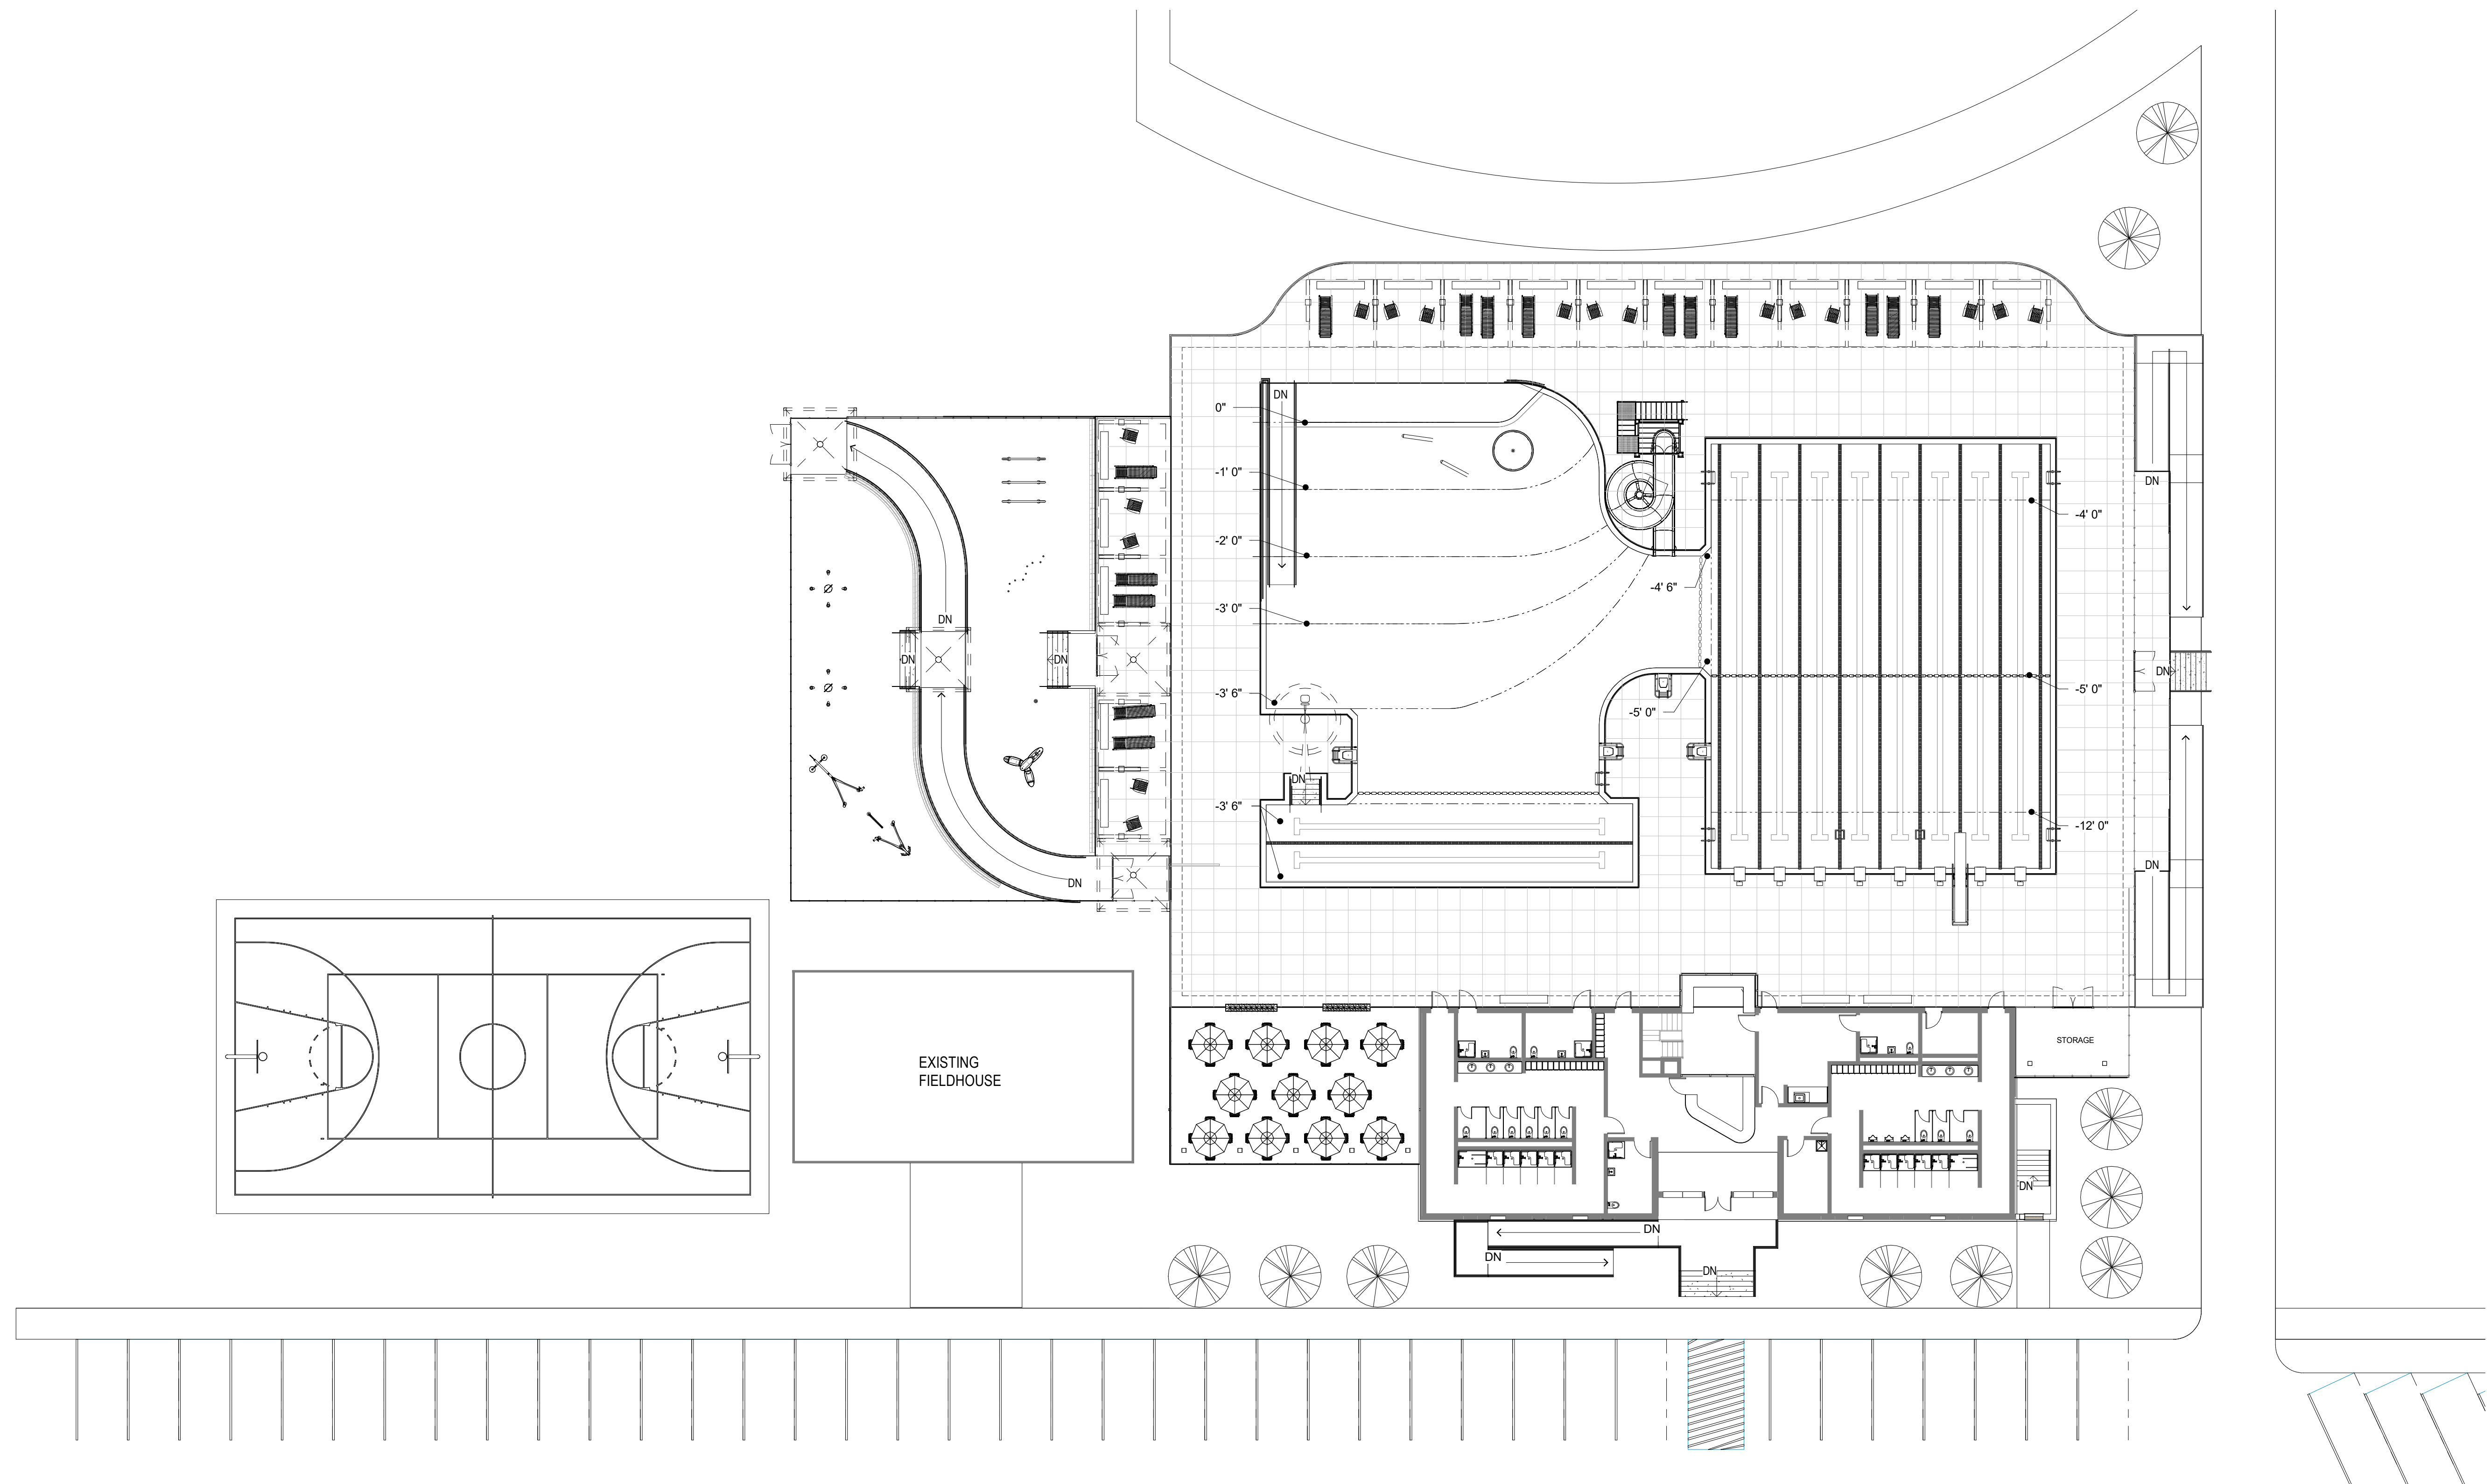 DN
0"
-1' 0"
DN
-4' 0"
-2' 0"
-4' 6"
-3' 0"
DN
DN
DN
DN
-5' 0"
-3' 6"
-5' 0"
DN
-3' 6"
-12' 0"
DN
DN
STORAGE
EXISTING
FIELDHOUSE
DN
DN
DN
DN